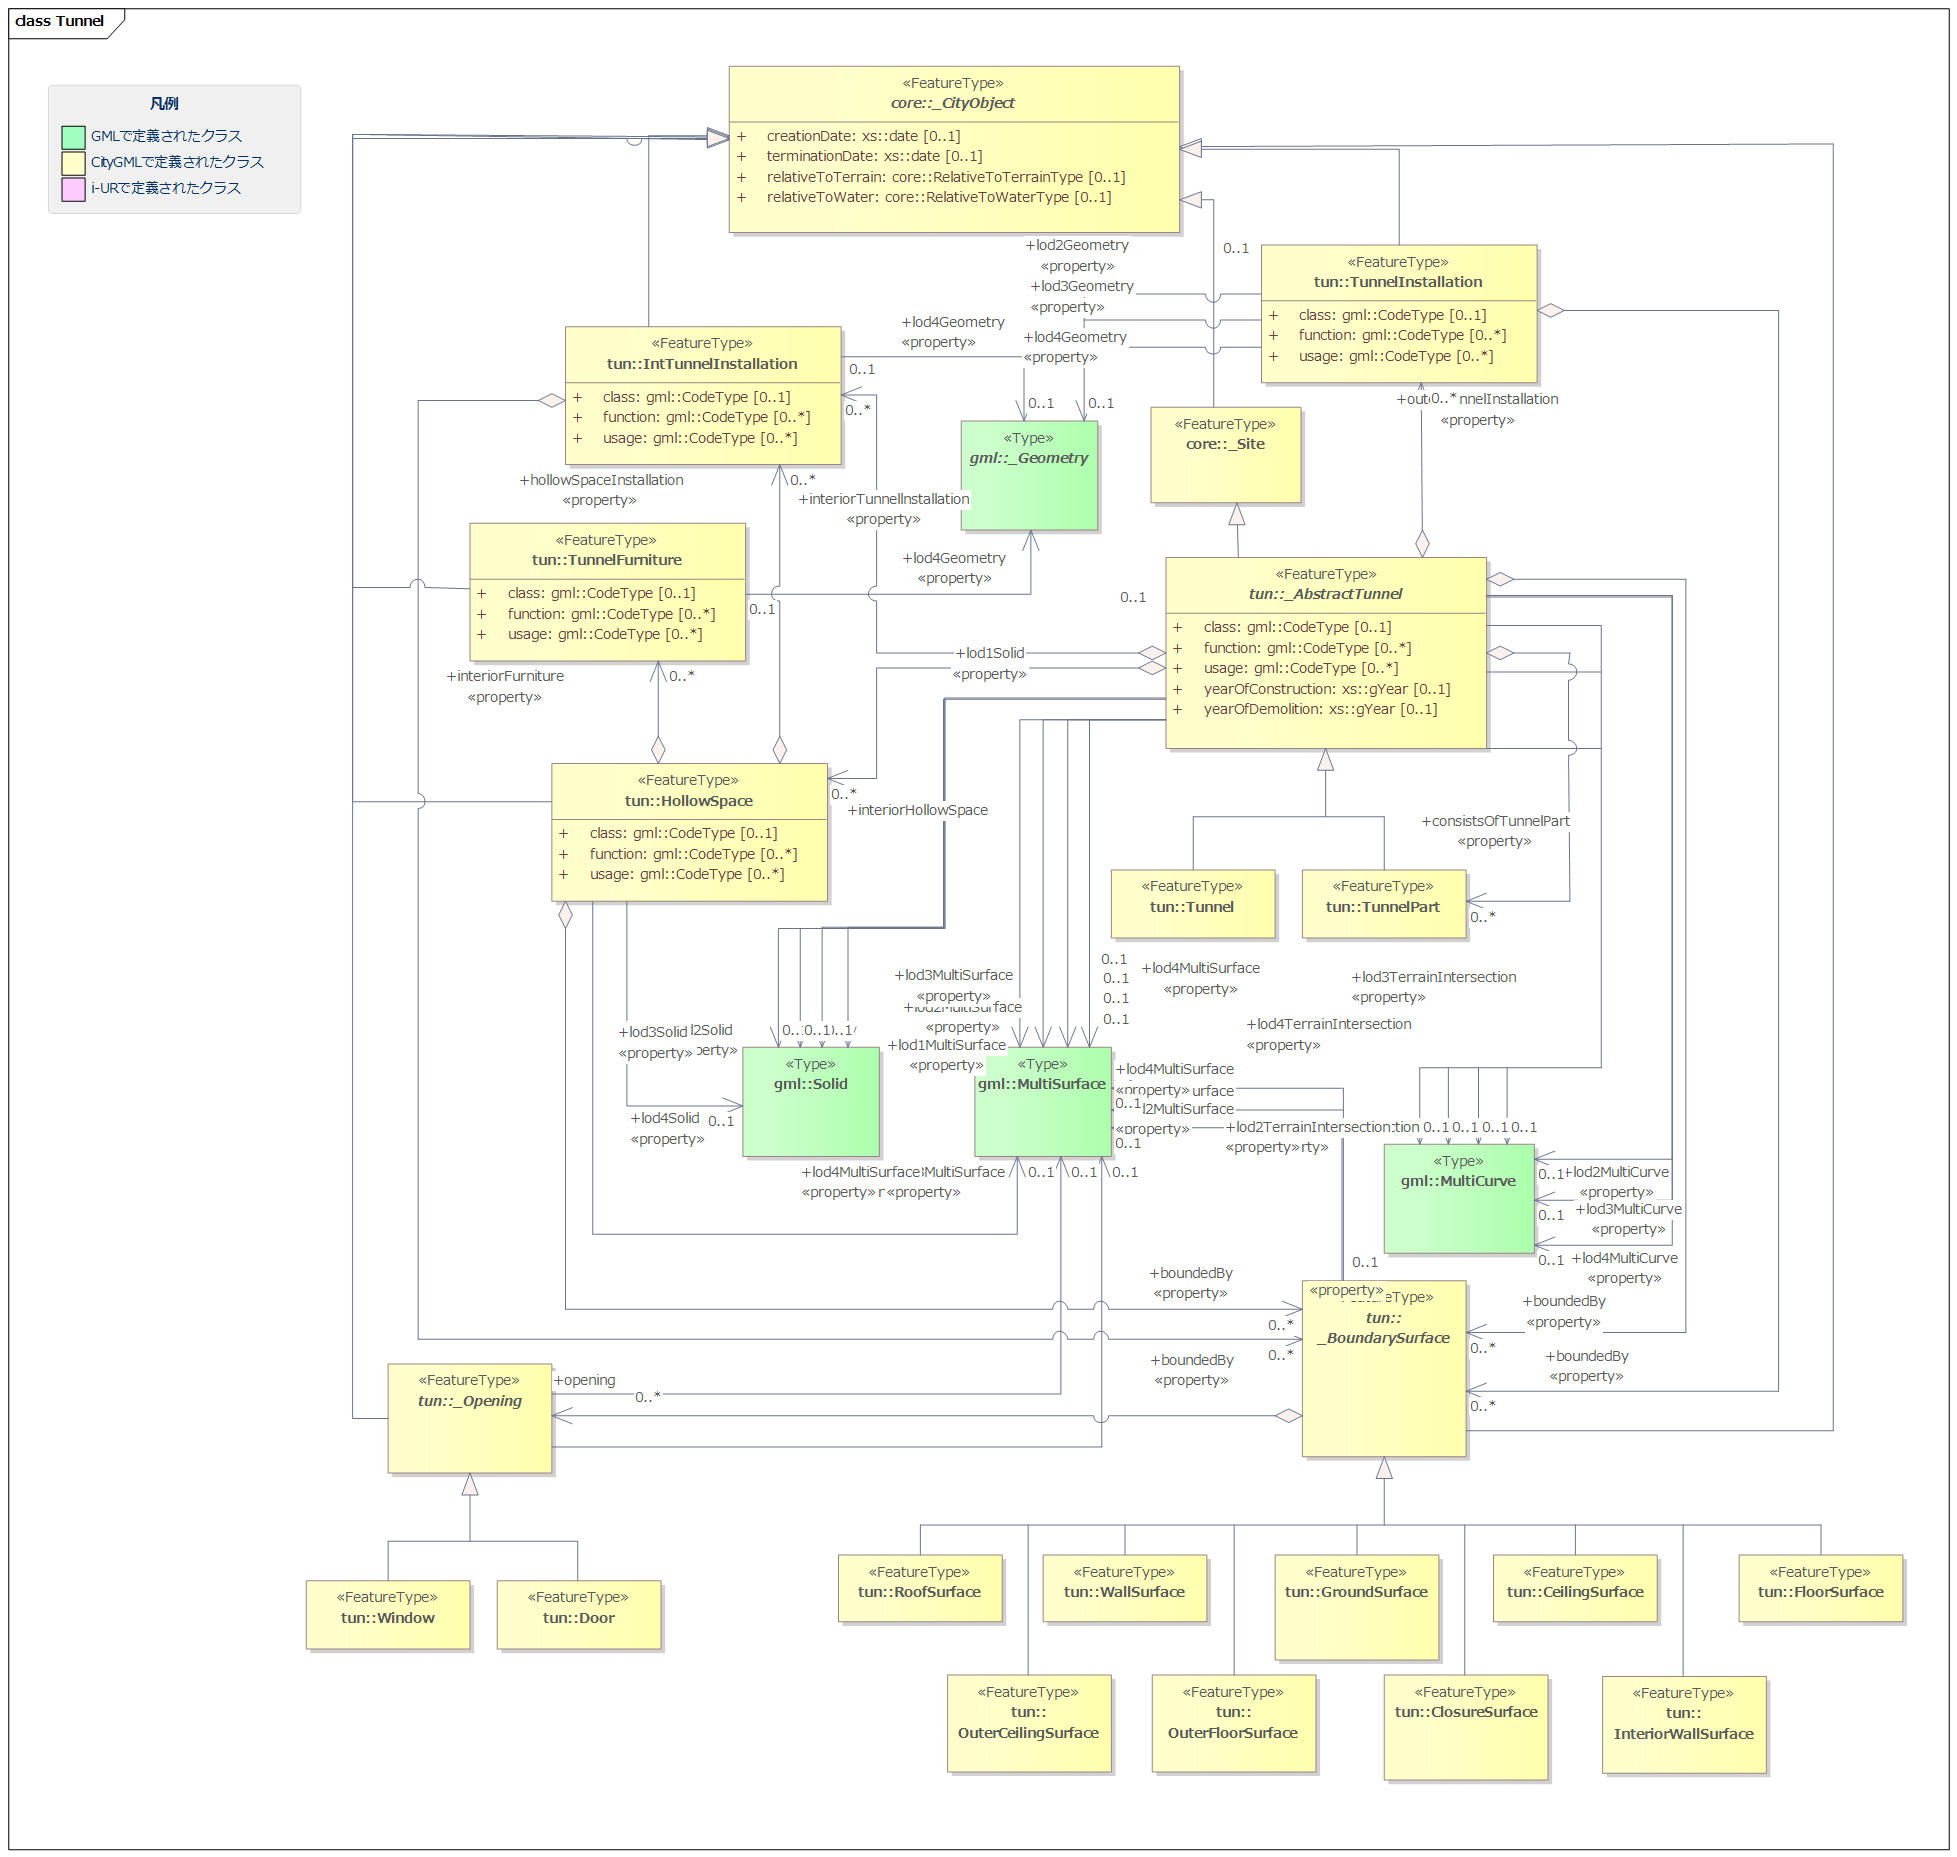 class Tunnel
凡例
GMLで定義されたクラス
CityGMLで定義されたクラス
i-URで定義されたクラス
«FeatureType»
core::_CityObject
+ creationDate: xs::date [0..1]
+ terminationDate: xs::date [0..1]
+ relativeToTerrain: core::RelativeToTerrainType [0..1]
+ relativeToWater: core::RelativeToWaterType [0..1]
+lod2Geometry
«property»
0..1
+lod3Geometry
«property»
+lod4Geometry
«property»
«FeatureType»
tun::TunnelInstallation
+ class: gml::CodeType [0..1]
+ function: gml::CodeType [0..*]
+ usage: gml::CodeType [0..*]
«FeatureType»
tun::IntTunnelInstallation
+ class: gml::CodeType [0..1]
+ function: gml::CodeType [0..*]
+ usage: gml::CodeType [0..*]
+lod4Geometry
«property»
0..1
0..*
0..1
0..1
«Type»
gml::_Geometry
«FeatureType»
core::_Site
0..*
nnelInstallation
«property»
+hollowSpaceInstallation
«property»
0..*
+interiorTunnelInstallation
«property»
«FeatureType»
tun::TunnelFurniture
+ class: gml::CodeType [0..1]
+ function: gml::CodeType [0..*]
+ usage: gml::CodeType [0..*]
+lod4Geometry
«property»
0..1
0..1
«FeatureType»
tun::_AbstractTunnel
+ class: gml::CodeType [0..1]
+ function: gml::CodeType [0..*]
+ usage: gml::CodeType [0..*]
+ yearOfConstruction: xs::gYear [0..1]
+ yearOfDemolition: xs::gYear [0..1]
+lod1Solid
«property»
+interiorFurniture
«property»
0..*
«FeatureType»
tun::HollowSpace
+ class: gml::CodeType [0..1]
+ function: gml::CodeType [0..*]
+ usage: gml::CodeType [0..*]
0..*
+interiorHollowSpace
+consistsOfTunnelPart
«property»
«FeatureType»
tun::Tunnel
«FeatureType»
tun::TunnelPart
0..*
0..1
0..1
0..1
0..1
+lod4MultiSurface
«property»
+lod3TerrainIntersection
«property»
+lod3MultiSurface
«property»
+lod2MultiSurface
«property»
+lod1MultiSurface
«property»
+lod4TerrainIntersection
«property»
+lod3Solid
«property»
l2Solid
perty»
«Type»
gml::Solid
+lod4Solid
«property»
0..1
«Type»
gml::MultiSurface
+lod4MultiSurface
«property»
urface
0..1
l2MultiSurface
«property»
0..1
+lod2TerrainIntersection
«property»
0..1
0..1
0..1
0..1
«Type»
gml::MultiCurve
0..1
+lod2MultiCurve
«property»
0..1
+lod3MultiCurve
«property»
0..1
+lod4MultiCurve
«property»
+lod4MultiSurface
«property»
MultiSurface
«property»
0..1
0..1
0..1
0..1
«property»
«FeatureType»
tun::
_BoundarySurface
+boundedBy
«property»
0..*
0..*
+boundedBy
«property»
+boundedBy
«property»
0..*
+boundedBy
«property»
0..*
«FeatureType»
tun::_Opening
+opening
0..*
«FeatureType»
tun::Window
«FeatureType»
tun::Door
«FeatureType»
tun::RoofSurface
«FeatureType»
tun::WallSurface
«FeatureType»
tun::GroundSurface
«FeatureType»
tun::CeilingSurface
«FeatureType»
tun::FloorSurface
«FeatureType»
tun::
OuterCeilingSurface
«FeatureType»
tun::
OuterFloorSurface
«FeatureType»
tun::ClosureSurface
«FeatureType»
tun::
InteriorWallSurface